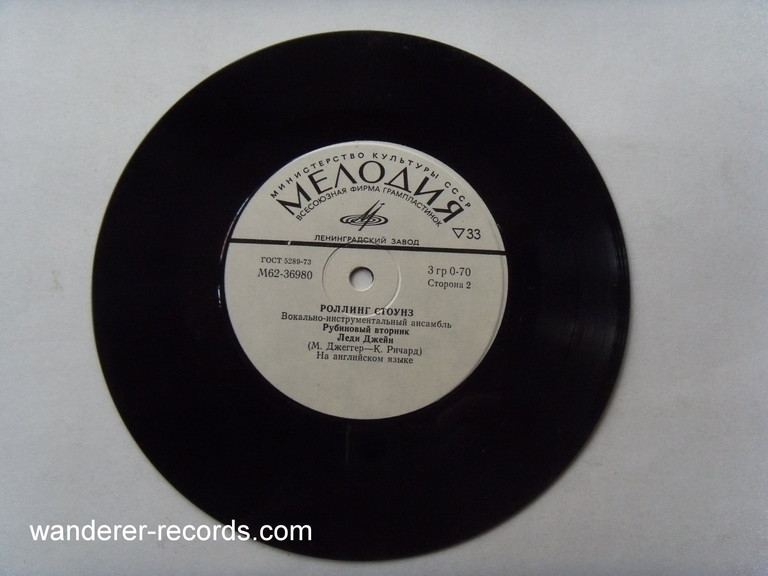 МИНИСТЕРСТВО КУЛЬТУРЫ СССР
МЕЛОДИЯ
ВСЕСОЮЗНАЯ ФИРМА ГРАМПЛАСТИНОК
▽33
ЛЕНИНГРАДСКИЙ ЗАВОД
ГОСТ 5289-73
М62-36980
3 гр 0-70
Сторона 2
РОЛЛИНГ СТОУНЗ
Вокально-инструментальный ансамбль
Рубиновый вторник
Леди Джейн
(М. Джеггер—К. Ричард)
На английском языке
wanderer-records.com